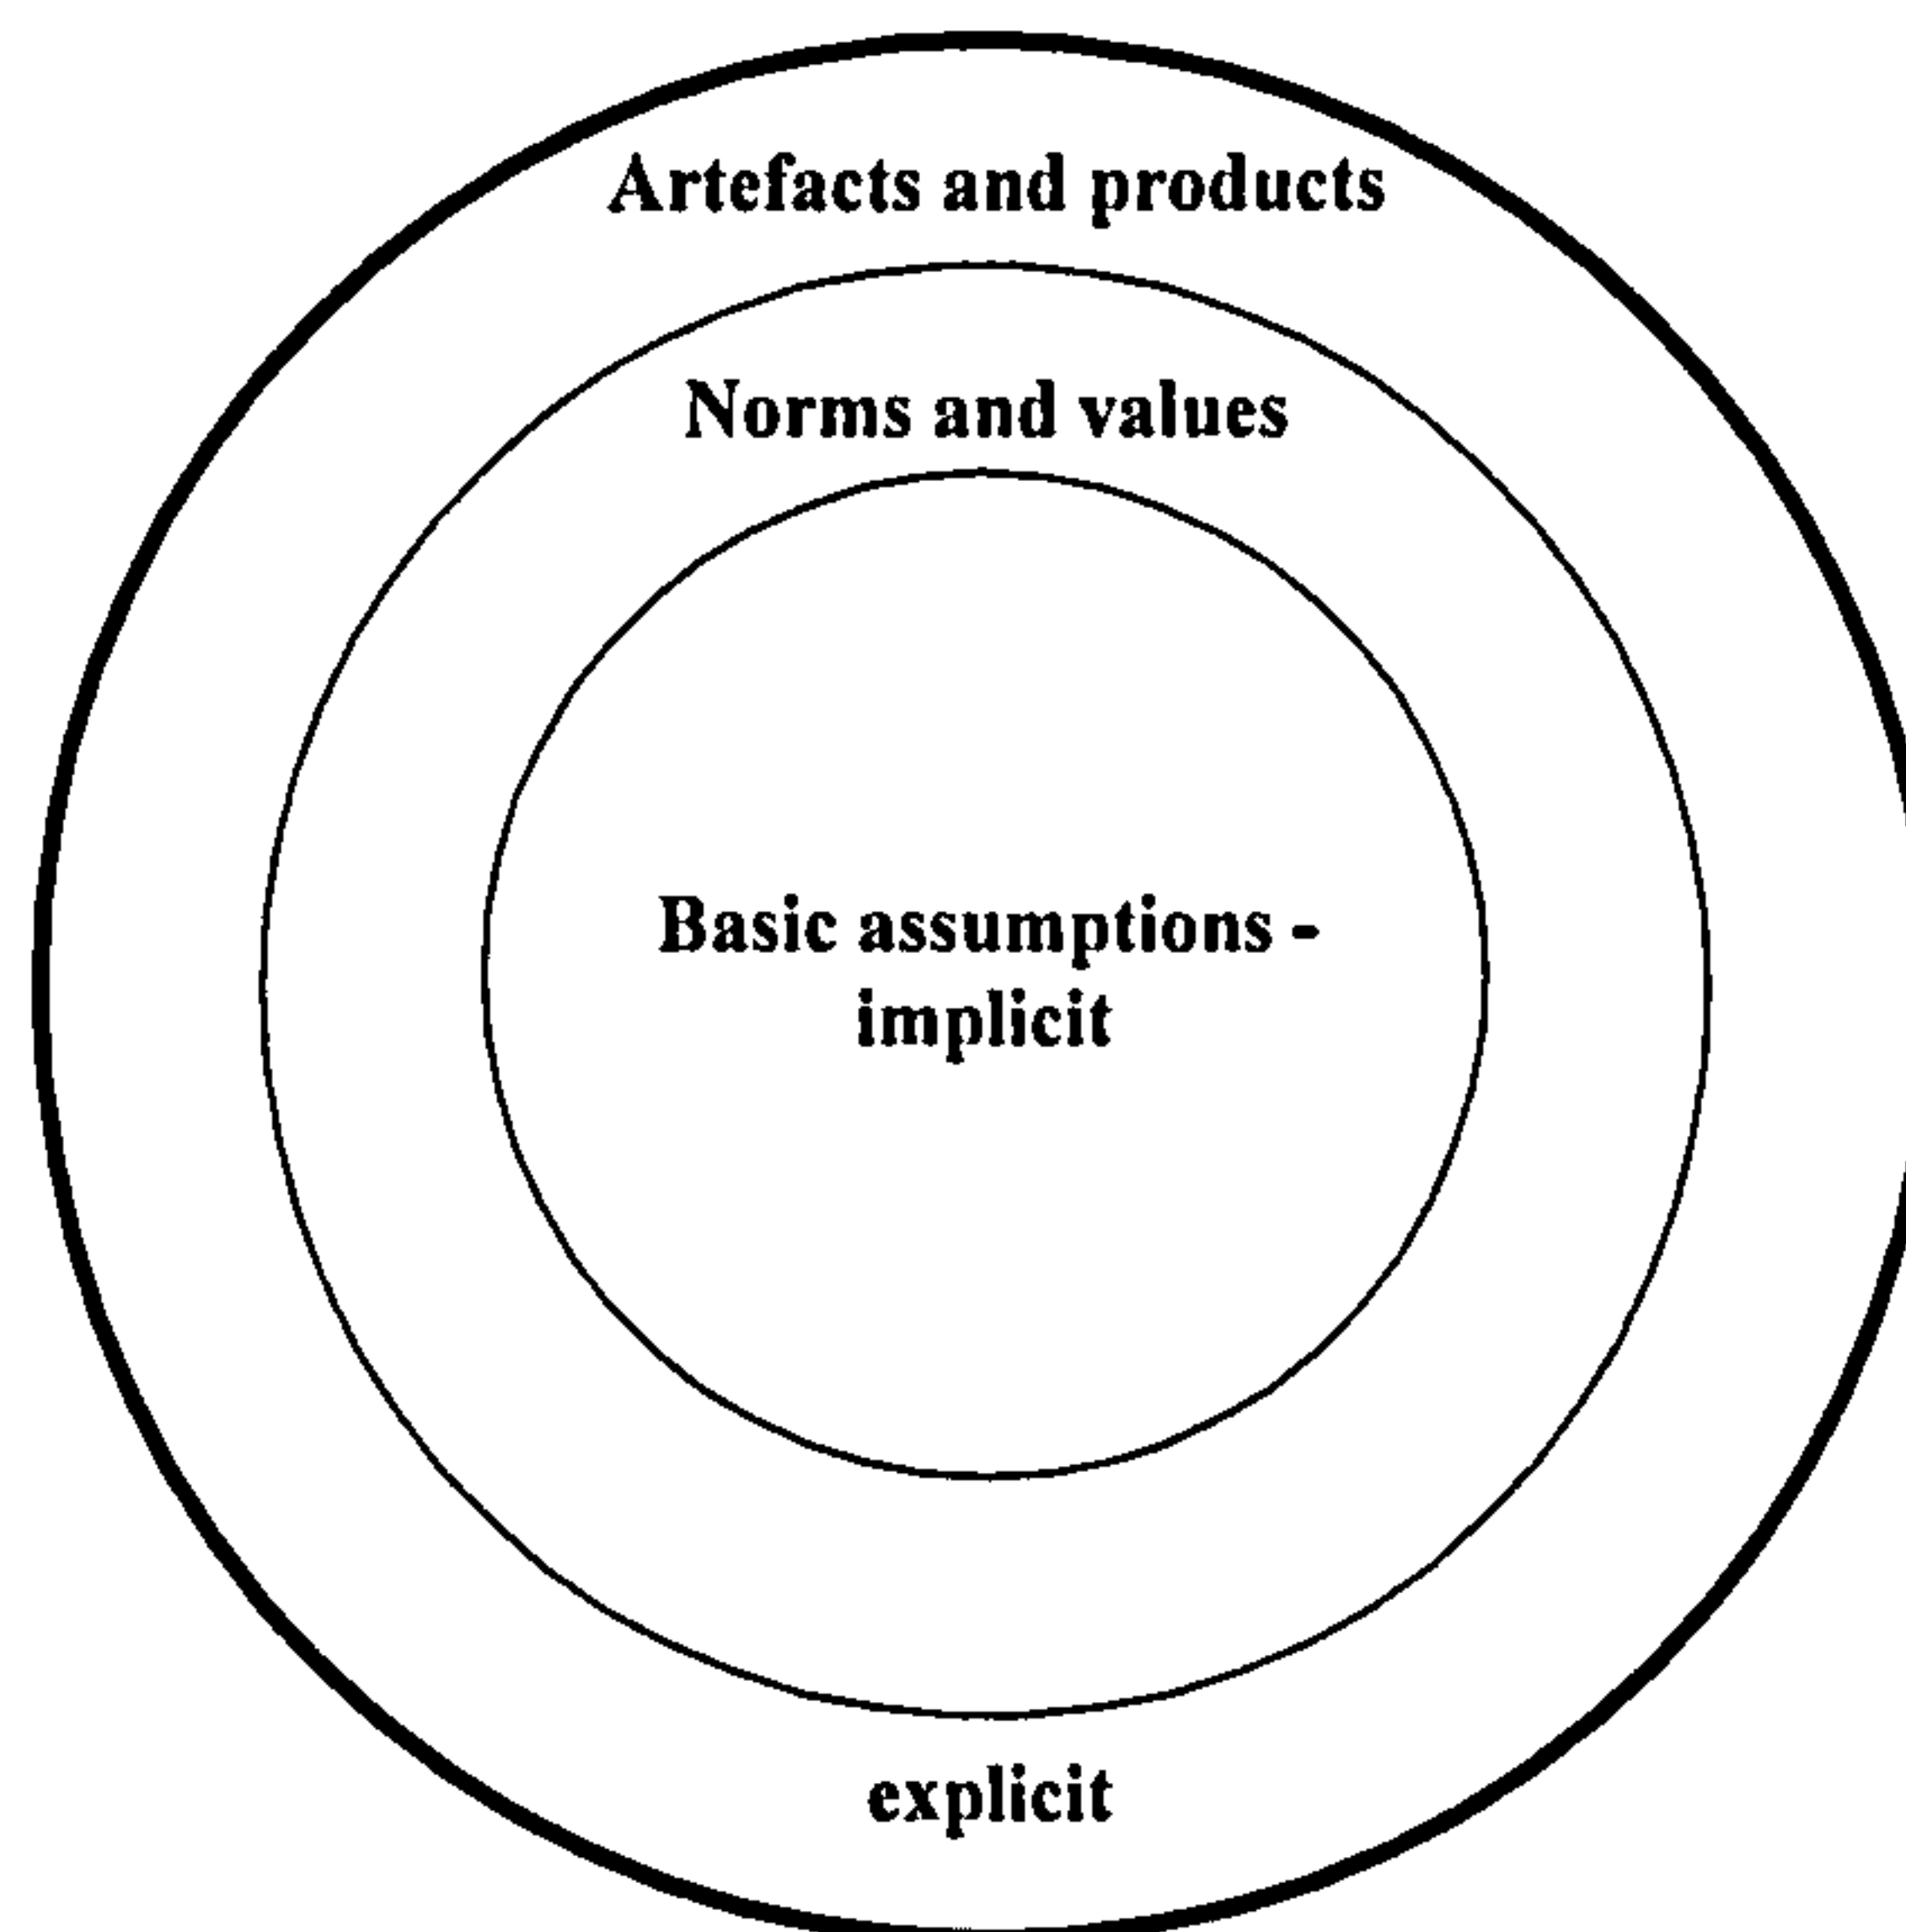 Artefacts and products
Norms and values
Basic assumptions -
implicit
explicit